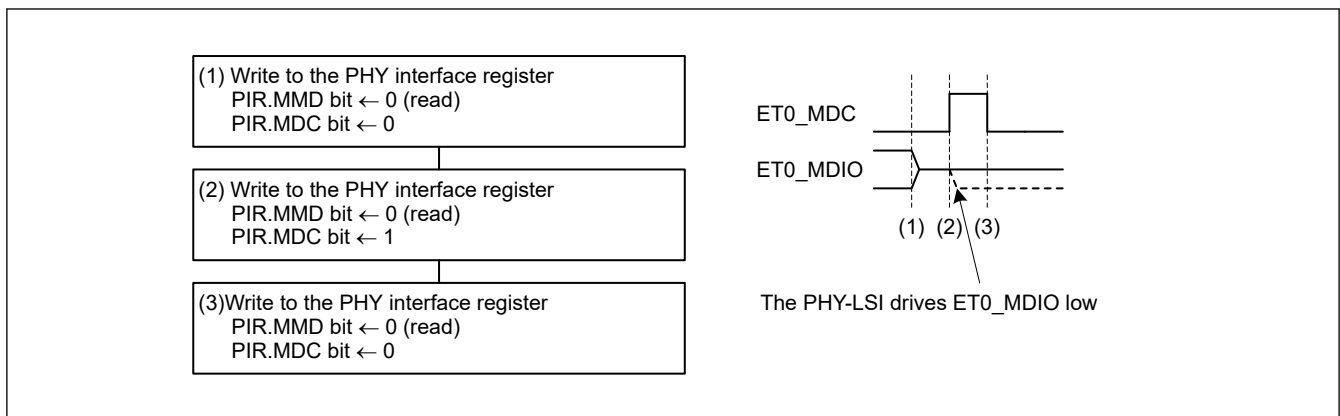 (1) Write to the PHY interface register
PIR.MMD bit ← 0 (read)
PIR.MDC bit ← 0
(2) Write to the PHY interface register
PIR.MMD bit ← 0 (read)
PIR.MDC bit ← 1
(3)Write to the PHY interface register
PIR.MMD bit ← 0 (read)
PIR.MDC bit ← 0
ET0_MDC
ET0_MDIO
(1) (2) (3)
The PHY-LSI drives ET0_MDIO low